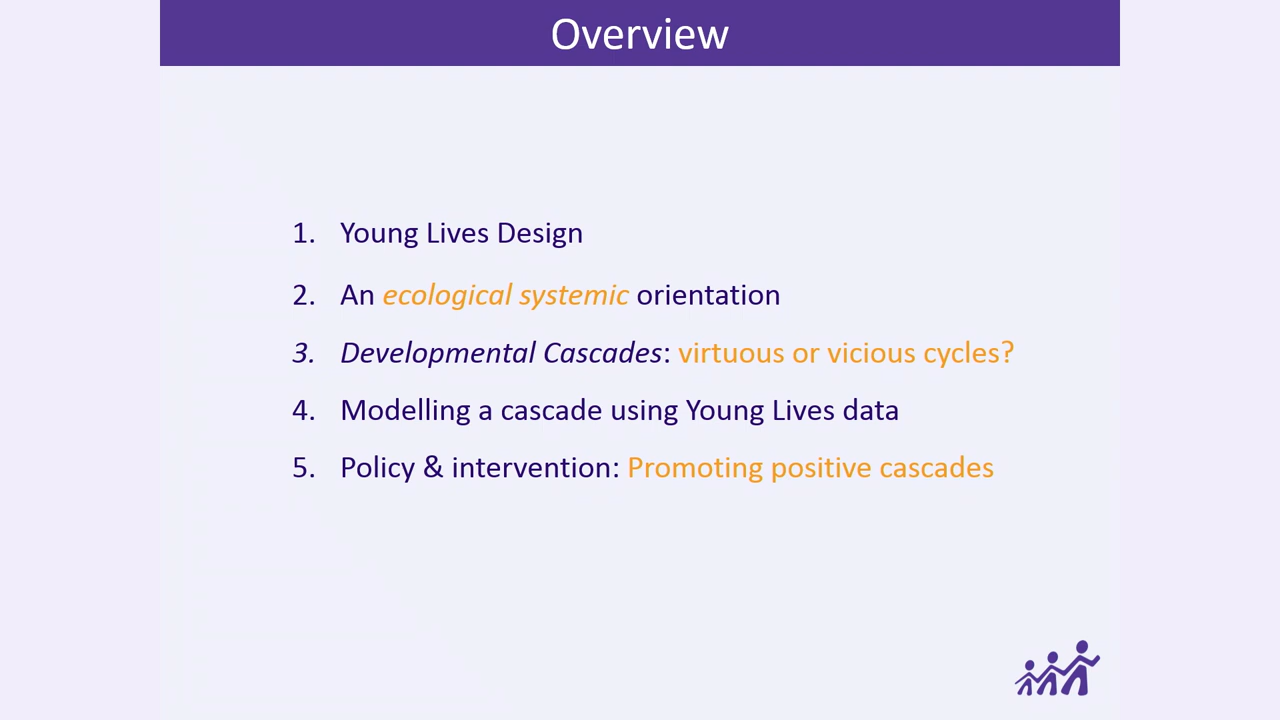 Overview
1. Young Lives Design
2. An ecological systemic orientation
3. Developmental Cascades: virtuous or vicious cycles?
4. Modelling a cascade using Young Lives data
5. Policy & intervention: Promoting positive cascades